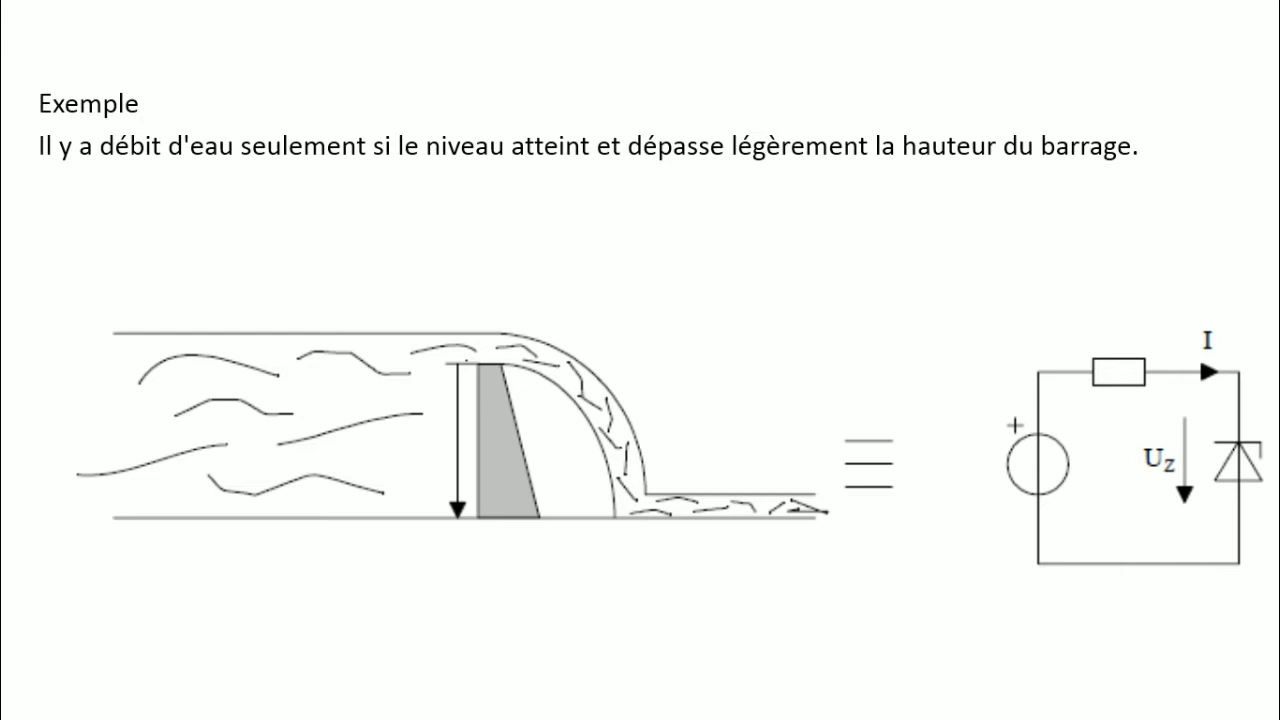 Exemple
Il y a débit d'eau seulement si le niveau atteint et dépasse légèrement la hauteur du barrage.
I
+
Uz